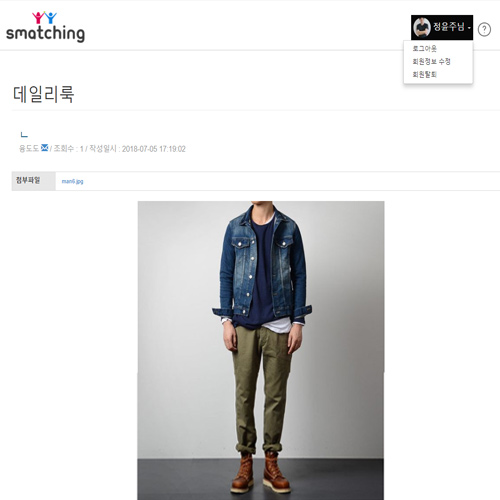 smatching
정윤주님
?
로그아웃
회원정보 수정
회원탈퇴
데일리룩
ㄴ
용도도 / 조회수 : 1 / 작성일시 : 2018-07-05 17:19:02
첨부파일 man6.jpg